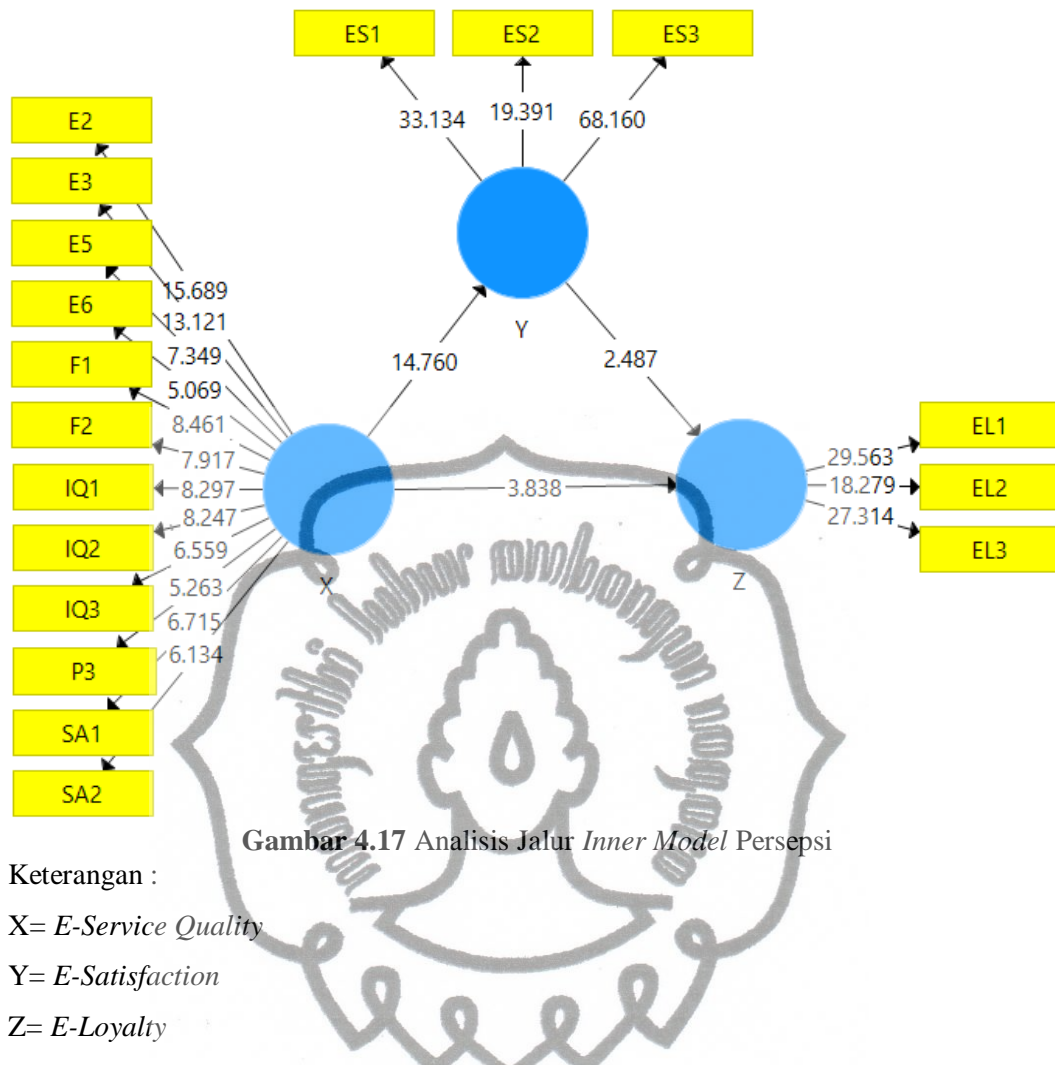 ES1 ES2 ES3
33.134 19.391 68.160
E2
E3
E5
E6
F1
F2
IQ1
IQ2
IQ3
P3
SA1
SA2
15.689
13.121
7.349
5.069
8.461
7.917
8.297
8.247
6.559
5.263
6.715
6.134
Y
14.760 2.487
3.838
X
Z
29.563
18.279
27.314
EL1
EL2
EL3
Gambar 4.17 Analisis Jalur Inner Model Persepsi
Keterangan :
X= E-Service Quality
Y= E-Satisfaction
Z= E-Loyalty